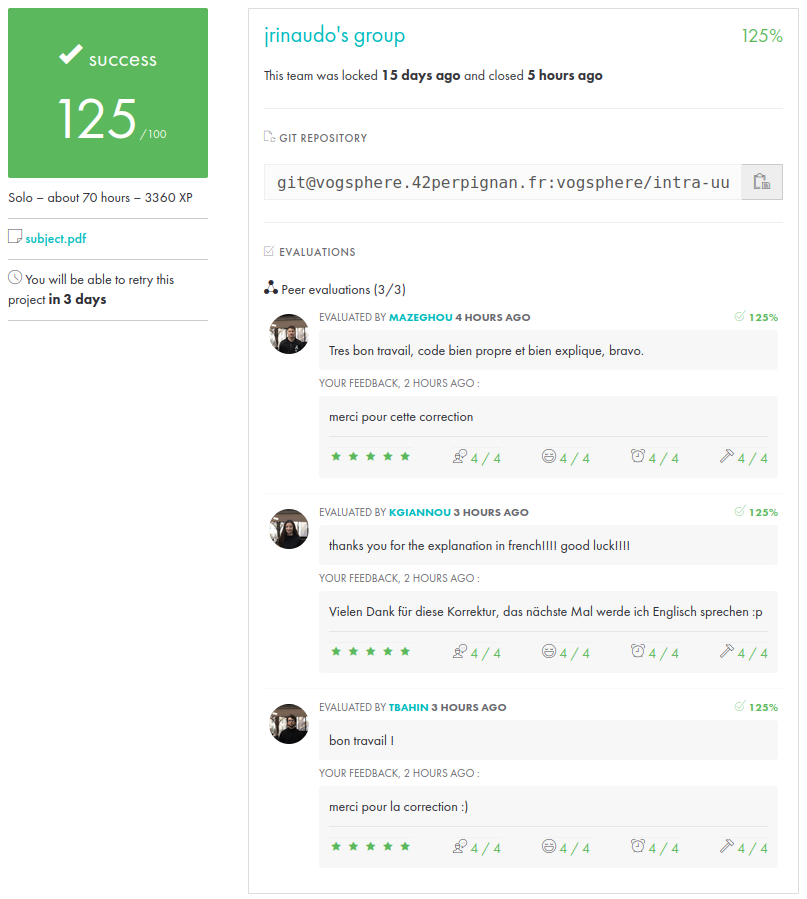 success
125 /100
Solo – about 70 hours – 3360 XP
subject.pdf
You will be able to retry this
project in 3 days
jrinaudo's group
125%
This team was locked 15 days ago and closed 5 hours ago
GIT REPOSITORY
git@vogsphere.42perpignan.fr:vogsphere/intra-uu
EVALUATIONS
Peer evaluations (3/3)
EVALUATED BY MAZEGHOU 4 HOURS AGO
125%
Tres bon travail, code bien propre et bien explique, bravo.
YOUR FEEDBACK, 2 HOURS AGO :
merci pour cette correction
★ ★ ★ ★ ★ 4 / 4 4 / 4 4 / 4 4 / 4
EVALUATED BY KGIANNOU 3 HOURS AGO
125%
thanks you for the explanation in french!!!! good luck!!!!
YOUR FEEDBACK, 2 HOURS AGO :
Vielen Dank für diese Korrektur, das nächste Mal werde ich Englisch sprechen :p
★ ★ ★ ★ ★ 4 / 4 4 / 4 4 / 4 4 / 4
EVALUATED BY TBAHIN 3 HOURS AGO
125%
bon travail !
YOUR FEEDBACK, 2 HOURS AGO :
merci pour la correction :)
★ ★ ★ ★ ★ 4 / 4 4 / 4 4 / 4 4 / 4